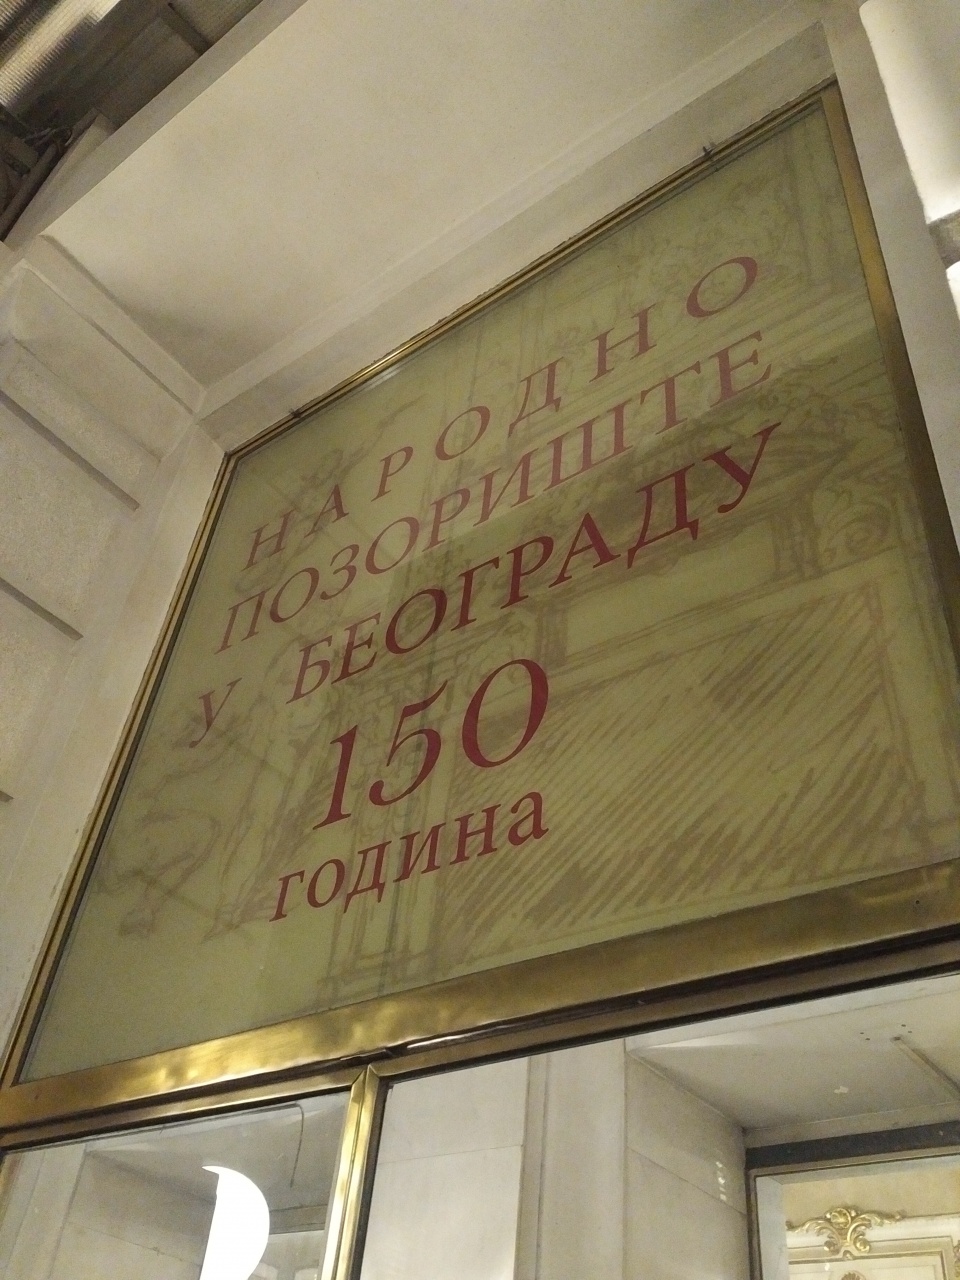 НАРОДНО
ПОЗОРИШТЕ
У БЕОГРАДУ
150
година